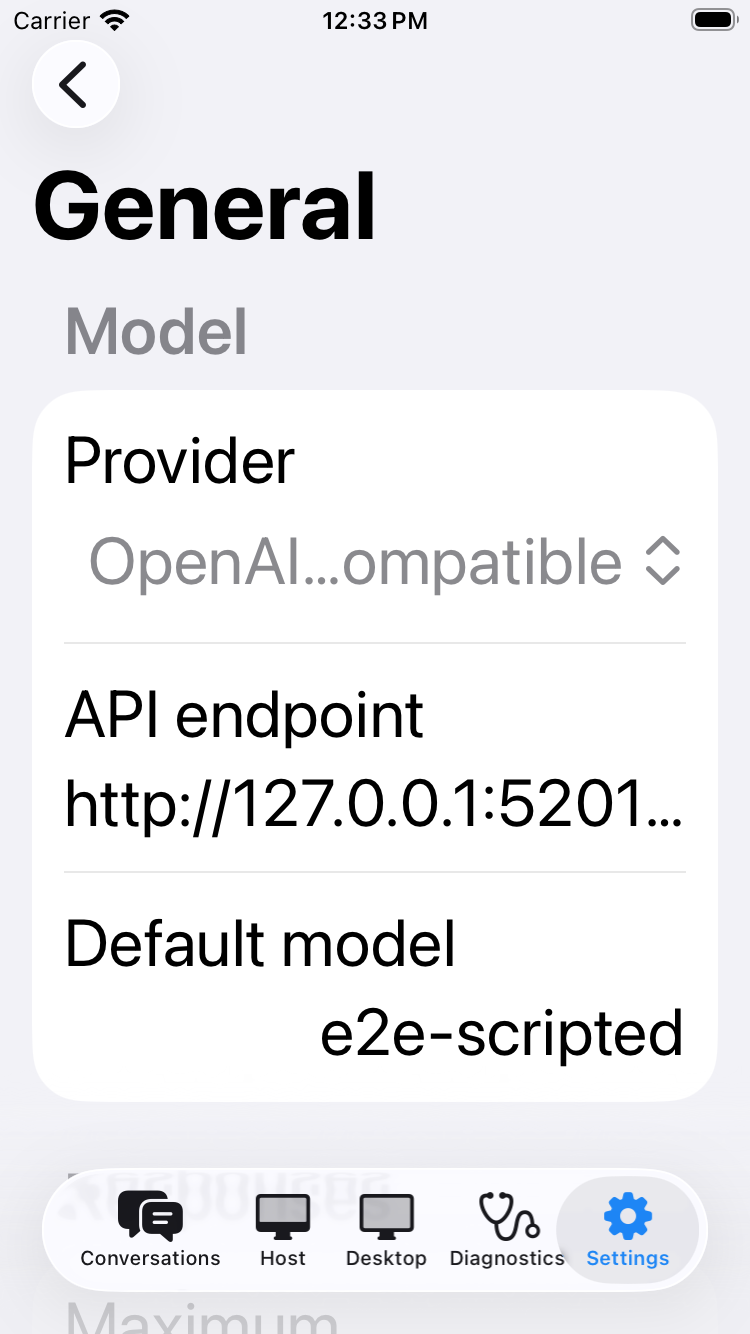 Carrier
12:33 PM
General
Model
Provider
OpenAI...ompatible
API endpoint
http://127.0.0.1:5201...
Default model
e2e-scripted
Conversations
Host
Desktop
Diagnostics
Settings
Maximum